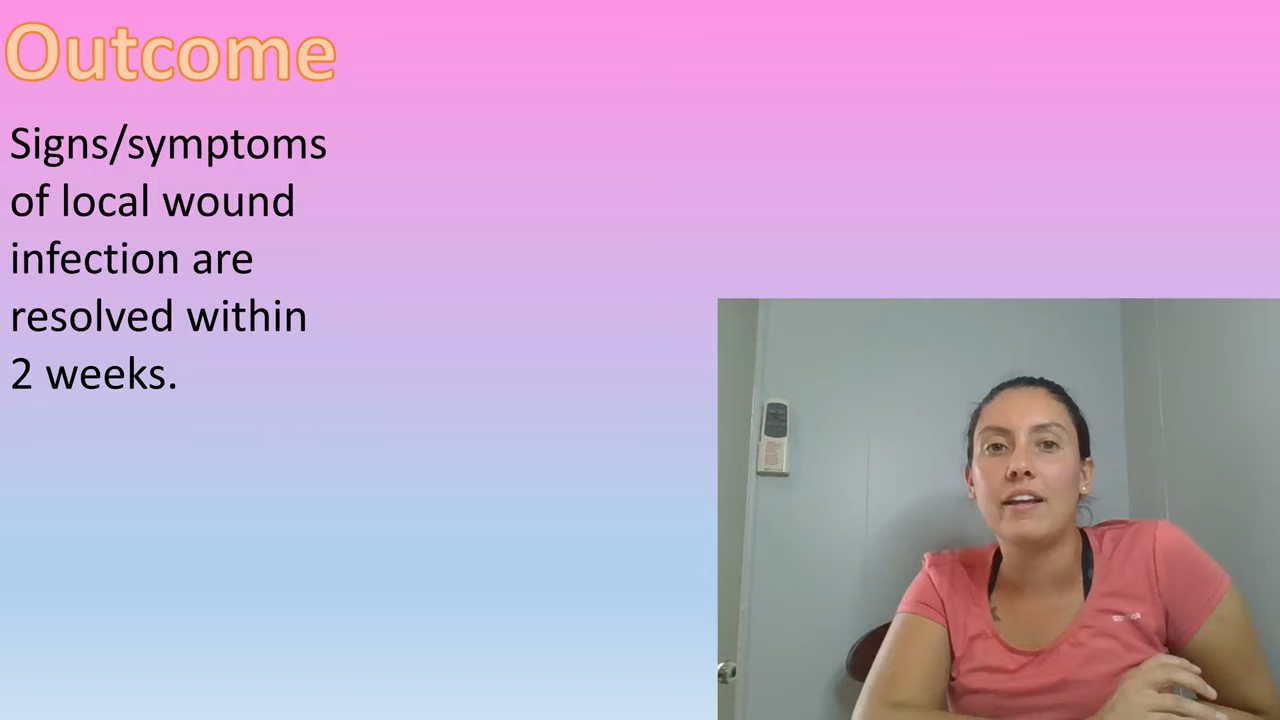 Outcome
Signs/symptoms
of local wound
infection are
resolved within
2 weeks.